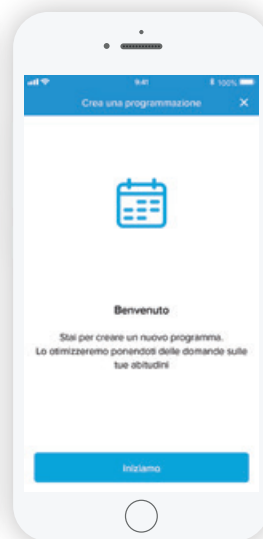 9:41 100%
Crea una programmazione
Benvenuto
Stai per creare un nuovo programma.
Lo otimizzeremo ponendoti delle domande sulle
tue abitudini
Iniziamo